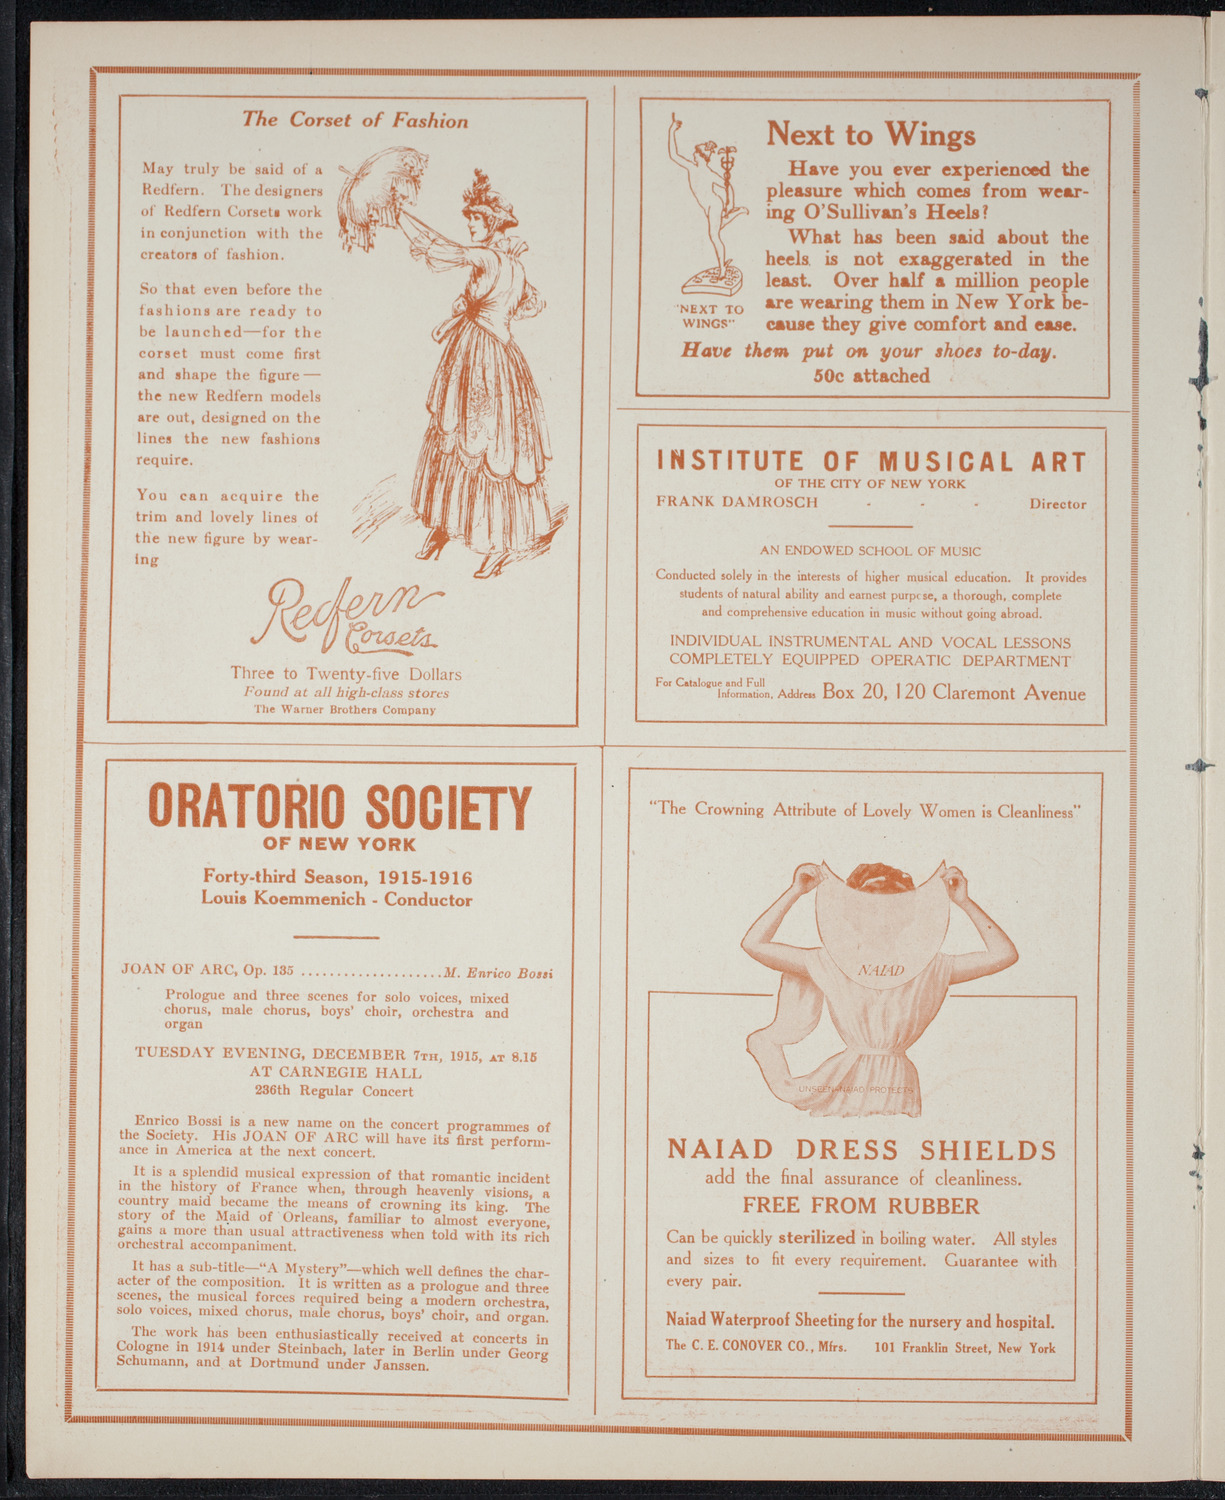 The Corset of Fashion
May truly be said of a
Redfern. The designers
of Redfern Corsets work
in conjunction with the
creators of fashion.
So that even before the
fashions are ready to
be launched—for the
corset must come first
and shape the figure—
the new Redfern models
are out, designed on the
lines the new fashions
require.
You can acquire the
trim and lovely lines of
the new figure by wear-
ing
Redfern
Corsets
Three to Twenty-five Dollars
Found at all high-class stores
The Warner Brothers Company
Next to Wings
Have you ever experienced the
pleasure which comes from wear-
ing O'Sullivan's Heels?
What has been said about the
heels is not exaggerated in the
least. Over half a million people
are wearing them in New York be-
cause they give comfort and ease.
"NEXT TO
WINGS"
Have them put on your shoes to-day.
50c attached
INSTITUTE OF MUSICAL ART
OF THE CITY OF NEW YORK
FRANK DAMROSCH - - - Director
AN ENDOWED SCHOOL OF MUSIC
Conducted solely in the interests of higher musical education. It provides
students of natural ability and earnest purpose, a thorough, complete
and comprehensive education in music without going abroad.
INDIVIDUAL INSTRUMENTAL AND VOCAL LESSONS
COMPLETELY EQUIPPED OPERATIC DEPARTMENT
For Catalogue and Full
Information, Address Box 20, 120 Claremont Avenue
ORATORIO SOCIETY
OF NEW YORK
Forty-third Season, 1915-1916
Louis Koemmenich - Conductor
JOAN OF ARC, Op. 135 ....................M. Enrico Bossi
Prologue and three scenes for solo voices, mixed
chorus, male chorus, boys' choir, orchestra and
organ
TUESDAY EVENING, DECEMBER 7TH, 1915, AT 8.15
AT CARNEGIE HALL
236th Regular Concert
Enrico Bossi is a new name on the concert programmes of
the Society. His JOAN OF ARC will have its first perform-
ance in America at the next concert.
It is a splendid musical expression of that romantic incident
in the history of France when, through heavenly visions, a
country maid became the means of crowning its king. The
story of the Maid of Orleans, familiar to almost everyone,
gains a more than usual attractiveness when told with its rich
orchestral accompaniment.
It has a sub-title—"A Mystery"—which well defines the char-
acter of the composition. It is written as a prologue and three
scenes, the musical forces required being a modern orchestra,
solo voices, mixed chorus, male chorus, boys' choir, and organ.
The work has been enthusiastically received at concerts in
Cologne in 1914 under Steinbach, later in Berlin under Georg
Schumann, and at Dortmund under Janssen.
"The Crowning Attribute of Lovely Women is Cleanliness"
NAIAD
UNSEEN-NAIAD PROTECTS
NAIAD DRESS SHIELDS
add the final assurance of cleanliness.
FREE FROM RUBBER
Can be quickly sterilized in boiling water. All styles
and sizes to fit every requirement. Guarantee with
every pair.
Naiad Waterproof Sheeting for the nursery and hospital.
The C. E. CONOVER CO., Mfrs. 101 Franklin Street, New York